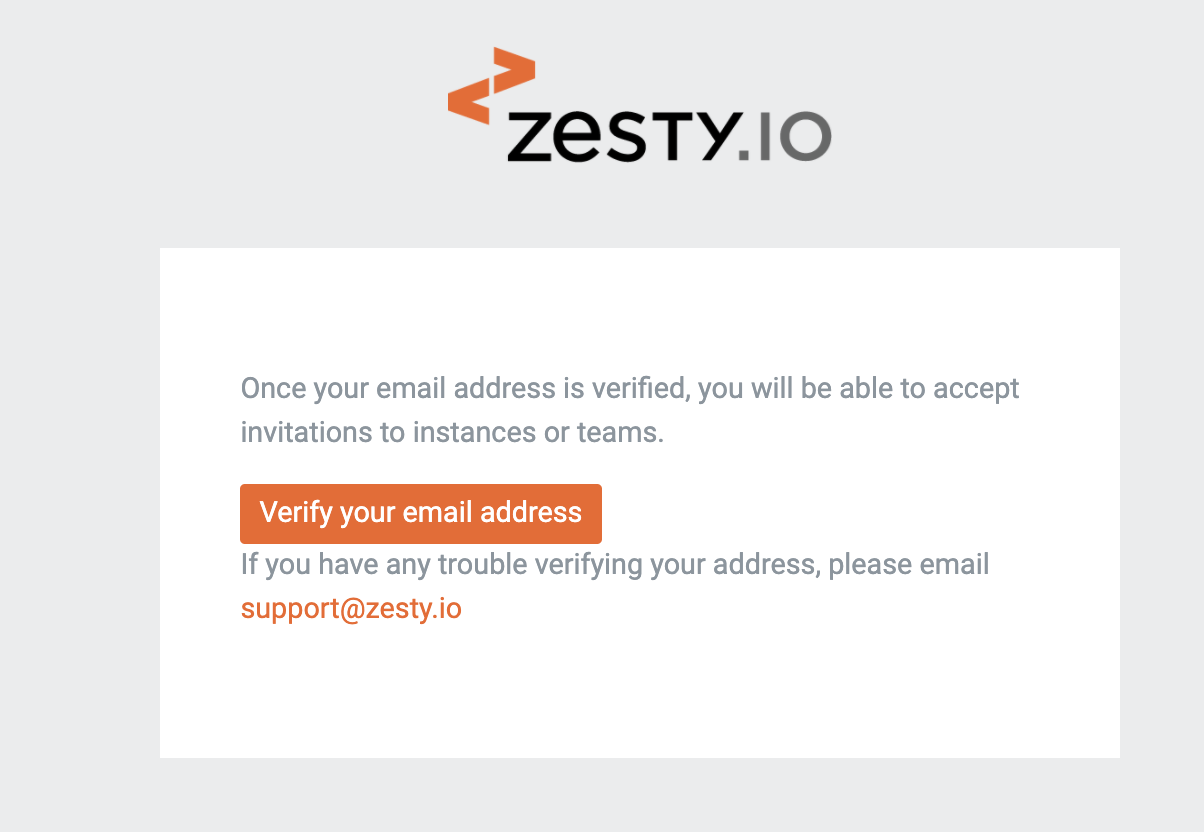 zesty.io
Once your email address is verified, you will be able to accept
invitations to instances or teams.
Verify your email address
If you have any trouble verifying your address, please email
support@zesty.io